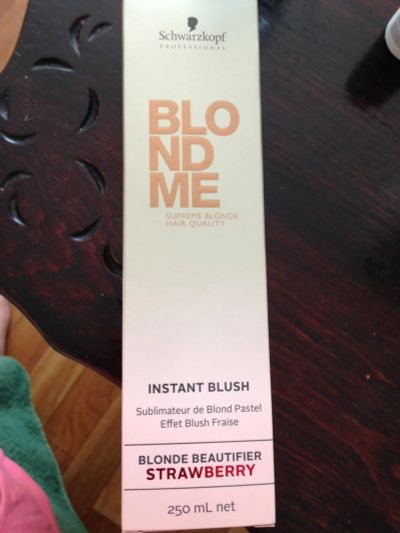 Schwarzkopf
PROFESSIONAL
BLO
ND
ME
SUPREME BLONDE
HAIR QUALITY
INSTANT BLUSH
Sublimateur de Blond Pastel
Effet Blush Fraise
BLONDE BEAUTIFIER
STRAWBERRY
250 mL net